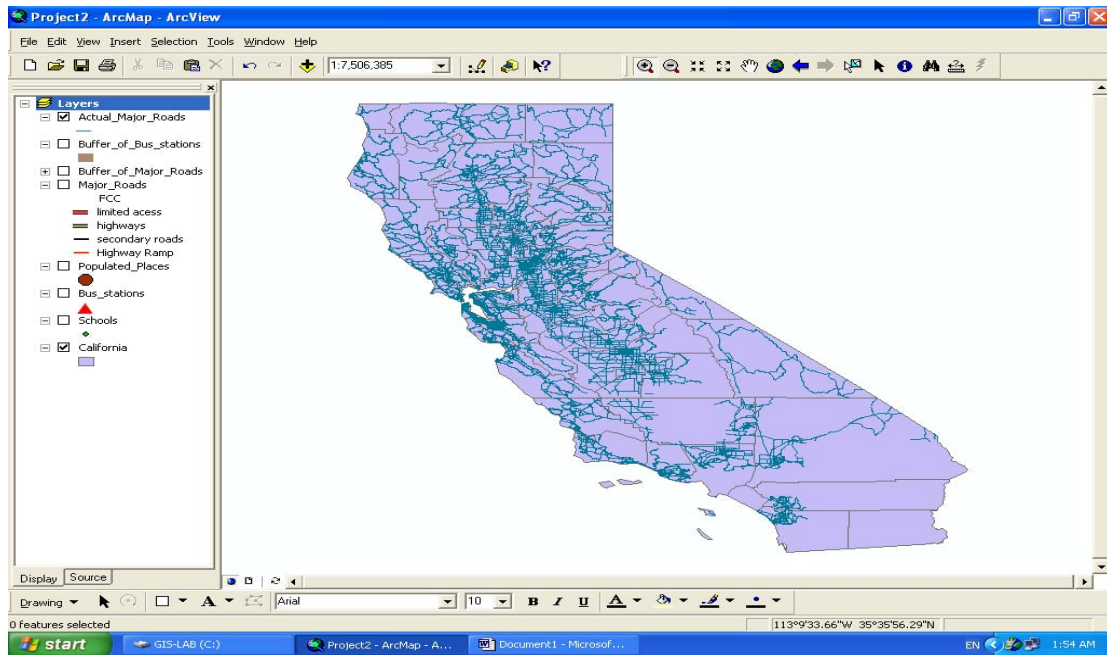 Project2 - ArcMap - ArcView
File Edit View Insert Selection Tools Window Help
1:7,506,385
Layers
Actual_Major_Roads
Buffer_of_Bus_stations
Buffer_of_Major_Roads
Major_Roads
FCC
limited acess
highways
secondary roads
Highway Ramp
Populated_Places
Bus_stations
Schools
California
Display Source
Drawing A Arial 10 B I U A
0 features selected 113°9'33.66"W 35°35'56.29"N
start GIS-LAB (C:) Project2 - ArcMap - A... Document1 - Microsof... EN 1:54 AM